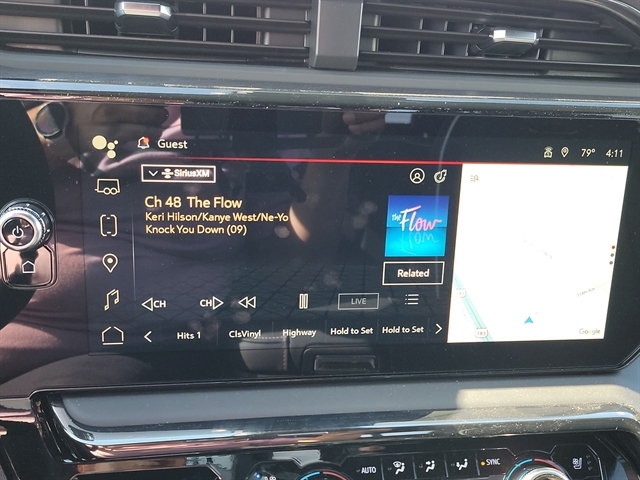 Guest
79° 4:11
SiriusXM
Ch 48 The Flow
Keri Hilson/Kanye West/Ne-Yo
Knock You Down (09)
The Flow
Related
CH CH LIVE
Hits 1 ClsVinyl Highway Hold to Set Hold to Set
Google
AUTO SYNC